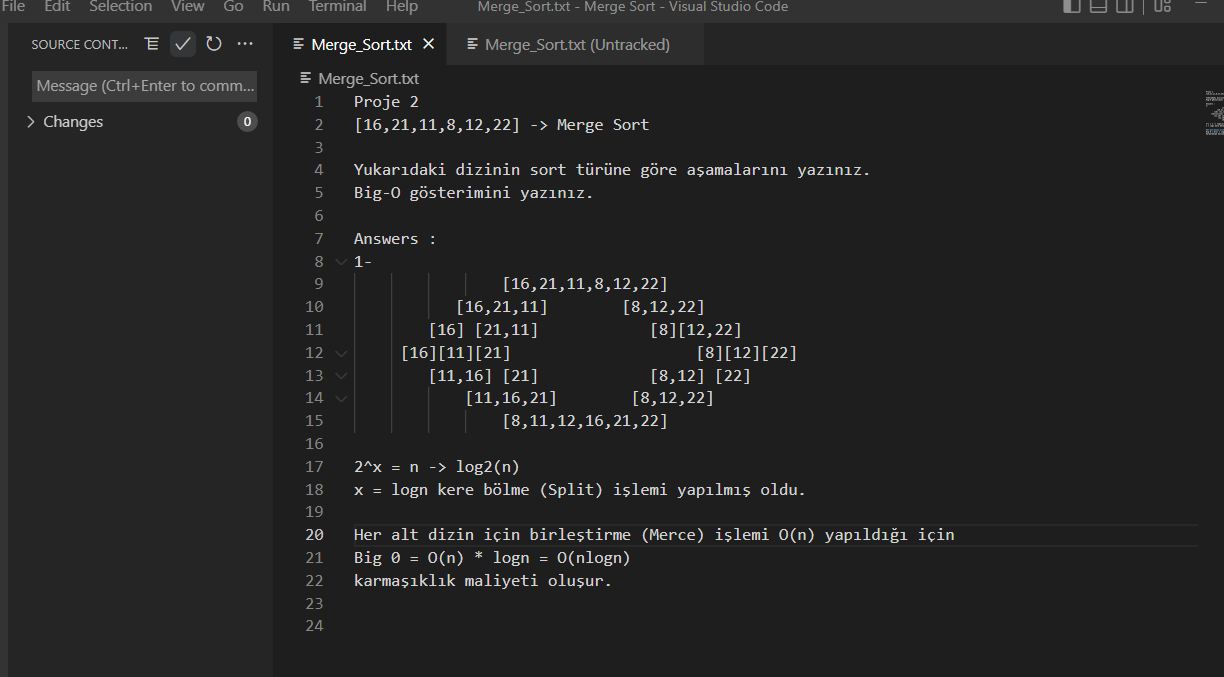 File Edit Selection View Go Run Terminal Help Merge_Sort.txt - Merge Sort - Visual Studio Code
SOURCE CONT...
Message (Ctrl+Enter to comm...
Changes 0
Merge_Sort.txt Merge_Sort.txt (Untracked)
Merge_Sort.txt
1 Proje 2
2 [16,21,11,8,12,22] -> Merge Sort
3
4 Yukarıdaki dizinin sort türüne göre aşamalarını yazınız.
5 Big-O gösterimini yazınız.
6
7 Answers :
8 1-
9 [16,21,11,8,12,22]
10 [16,21,11] [8,12,22]
11 [16] [21,11] [8][12,22]
12 [16][11][21] [8][12][22]
13 [11,16] [21] [8,12] [22]
14 [11,16,21] [8,12,22]
15 [8,11,12,16,21,22]
16
17 2^x = n -> log2(n)
18 x = logn kere bölme (Split) işlemi yapılmış oldu.
19
20 Her alt dizin için birleştirme (Merce) işlemi O(n) yapıldığı için
21 Big 0 = O(n) * logn = O(nlogn)
22 karmaşıklık maliyeti oluşur.
23
24